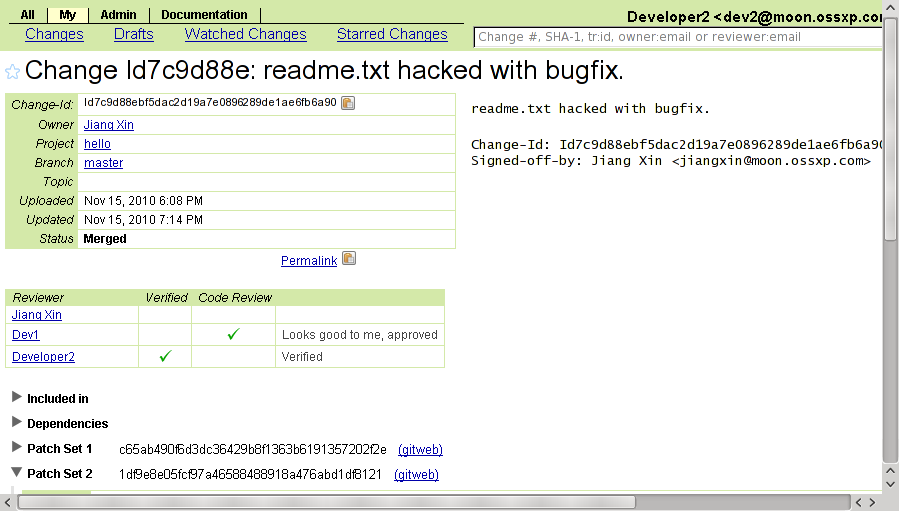 All My Admin Documentation
Developer2 <dev2@moon.ossxp.com
Changes Drafts Watched Changes Starred Changes
Change #, SHA-1, tr:id, owner:email or reviewer:email
Change Id7c9d88e: readme.txt hacked with bugfix.
Change-Id: Id7c9d88ebf5dac2d19a7e0896289de1ae6fb6a90
Owner Jiang Xin
Project hello
Branch master
Topic
Uploaded Nov 15, 2010 6:08 PM
Updated Nov 15, 2010 7:14 PM
Status Merged
Permalink
readme.txt hacked with bugfix.
Change-Id: Id7c9d88ebf5dac2d19a7e0896289de1ae6fb6a90
Signed-off-by: Jiang Xin <jiangxin@moon.ossxp.com>
Reviewer Verified Code Review
Jiang Xin
Dev1 Looks good to me, approved
Developer2 Verified
Included in
Dependencies
Patch Set 1 c65ab490f6d3dc36429b8f1363b6191357202f2e (gitweb)
Patch Set 2 1df9e8e05fcf97a46588488918a476abd1df8121 (gitweb)